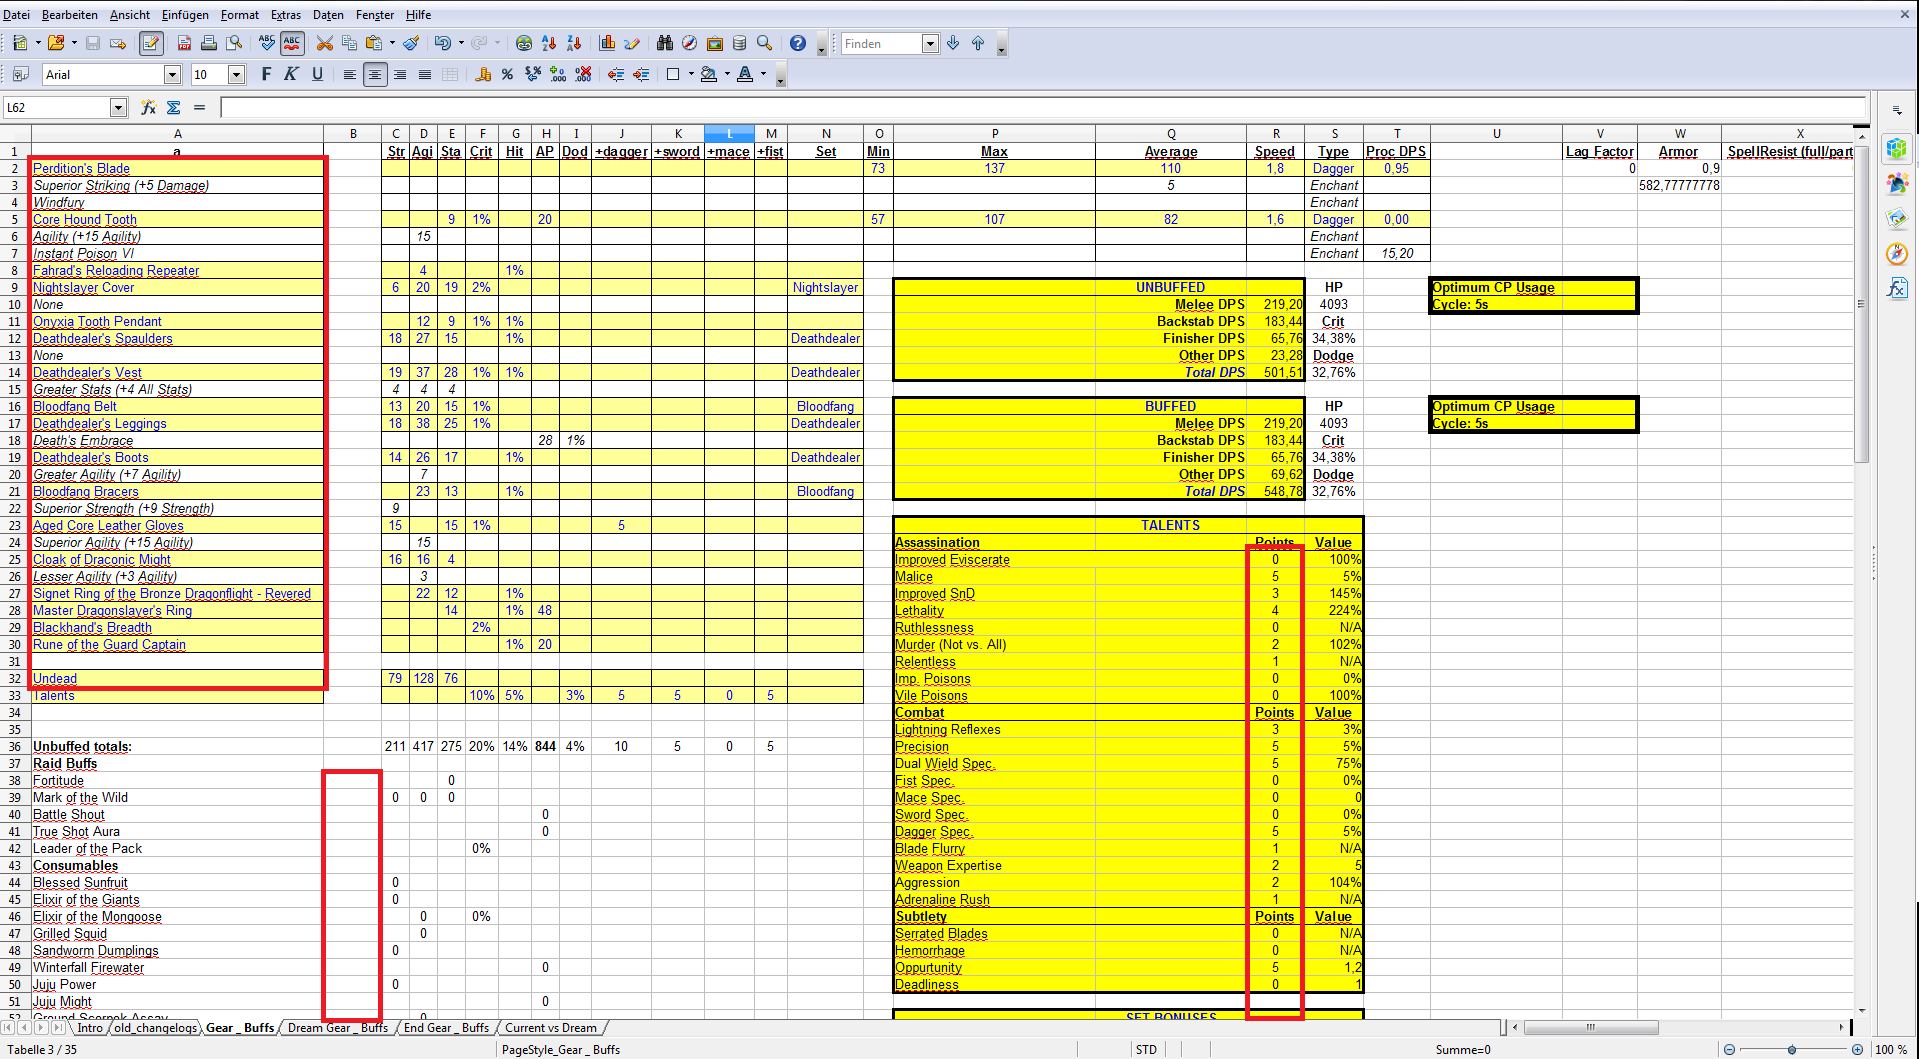 Datei Bearbeiten Ansicht Einfügen Format Extras Daten Fenster Hilfe
Finden
Arial 10
L62
A B C D E F G H I J K L M N O P Q R S T U V W X
1 a Str Agi Sta Crit Hit AP Dod +dagger +sword +mace +fist Set Min Max Average Speed Type Proc DPS Lag Factor Armor SpellResist (full/part
2 Perdition's Blade 73 137 110 1,8 Dagger 0,95 0 0,9
3 Superior Striking (+5 Damage) 5 Enchant 582,77777778
4 Windfury Enchant
5 Core Hound Tooth 9 1% 20 57 107 82 1,6 Dagger 0,00
6 Agility (+15 Agility) 15 Enchant
7 Instant Poison VI Enchant 15,20
8 Fahrad's Reloading Repeater 4 1%
9 Nightslayer Cover 6 20 19 2% Nightslayer UNBUFFED HP Optimum CP Usage
10 None Melee DPS 219,20 4093 Cycle: 5s
11 Onyxia Tooth Pendant 12 9 1% 1% Backstab DPS 183,44 Crit
12 Deathdealer's Spaulders 18 27 15 1% Deathdealer Finisher DPS 65,76 34,38%
13 None Other DPS 23,28 Dodge
14 Deathdealer's Vest 19 37 28 1% 1% Deathdealer Total DPS 501,51 32,76%
15 Greater Stats (+4 All Stats) 4 4 4
16 Bloodfang Belt 13 20 15 1% Bloodfang BUFFED HP Optimum CP Usage
17 Deathdealer's Leggings 18 38 25 1% Deathdealer Melee DPS 219,20 4093 Cycle: 5s
18 Death's Embrace 28 1% Backstab DPS 183,44 Crit
19 Deathdealer's Boots 14 26 17 1% Deathdealer Finisher DPS 65,76 34,38%
20 Greater Agility (+7 Agility) 7 Other DPS 69,62 Dodge
21 Bloodfang Bracers 23 13 1% Bloodfang Total DPS 548,78 32,76%
22 Superior Strength (+9 Strength) 9
23 Aged Core Leather Gloves 15 15 1% 5 TALENTS
24 Superior Agility (+15 Agility) 15 Assassination Points Value
25 Cloak of Draconic Might 16 16 4 Improved Eviscerate 0 100%
26 Lesser Agility (+3 Agility) 3 Malice 5 5%
27 Signet Ring of the Bronze Dragonflight - Revered 22 12 1% Improved SnD 3 145%
28 Master Dragonslayer's Ring 14 1% 48 Lethality 4 224%
29 Blackhand's Breadth 2% Ruthlessness 0 N/A
30 Rune of the Guard Captain 1% 20 Murder (Not vs. All) 2 102%
31 Relentless 1 N/A
32 Undead 79 128 76 Imp. Poisons 0 0%
33 Talents 10% 5% 3% 5 5 0 5 Vile Poisons 0 100%
34 Combat Points Value
35 Lightning Reflexes 3 3%
36 Unbuffed totals: 211 417 275 20% 14% 844 4% 10 5 0 5 Precision 5 5%
37 Raid Buffs Dual Wield Spec. 5 75%
38 Fortitude 0 Fist Spec. 0 0%
39 Mark of the Wild 0 0 0 Mace Spec. 0 0
40 Battle Shout 0 Sword Spec. 0 0%
41 True Shot Aura 0 Dagger Spec. 5 5%
42 Leader of the Pack 0% Blade Flurry 1 N/A
43 Consumables Weapon Expertise 2 5
44 Blessed Sunfruit 0 Aggression 2 104%
45 Elixir of the Giants 0 Adrenaline Rush 1 N/A
46 Elixir of the Mongoose 0 0% Subtlety Points Value
47 Grilled Squid 0 Serrated Blades 0 N/A
48 Sandworm Dumplings 0 Hemorrhage 0 N/A
49 Winterfall Firewater 0 Oppurtunity 5 1,2
50 Juju Power 0 Deadliness 0 1
51 Juju Might 0
52 Ground Scorpok Assay 0 SET BONUSES
Intro old_changelogs Gear _ Buffs Dream Gear _ Buffs End Gear _ Buffs Current vs Dream
Tabelle 3 / 35 PageStyle_Gear _ Buffs STD Summe=0 100 %